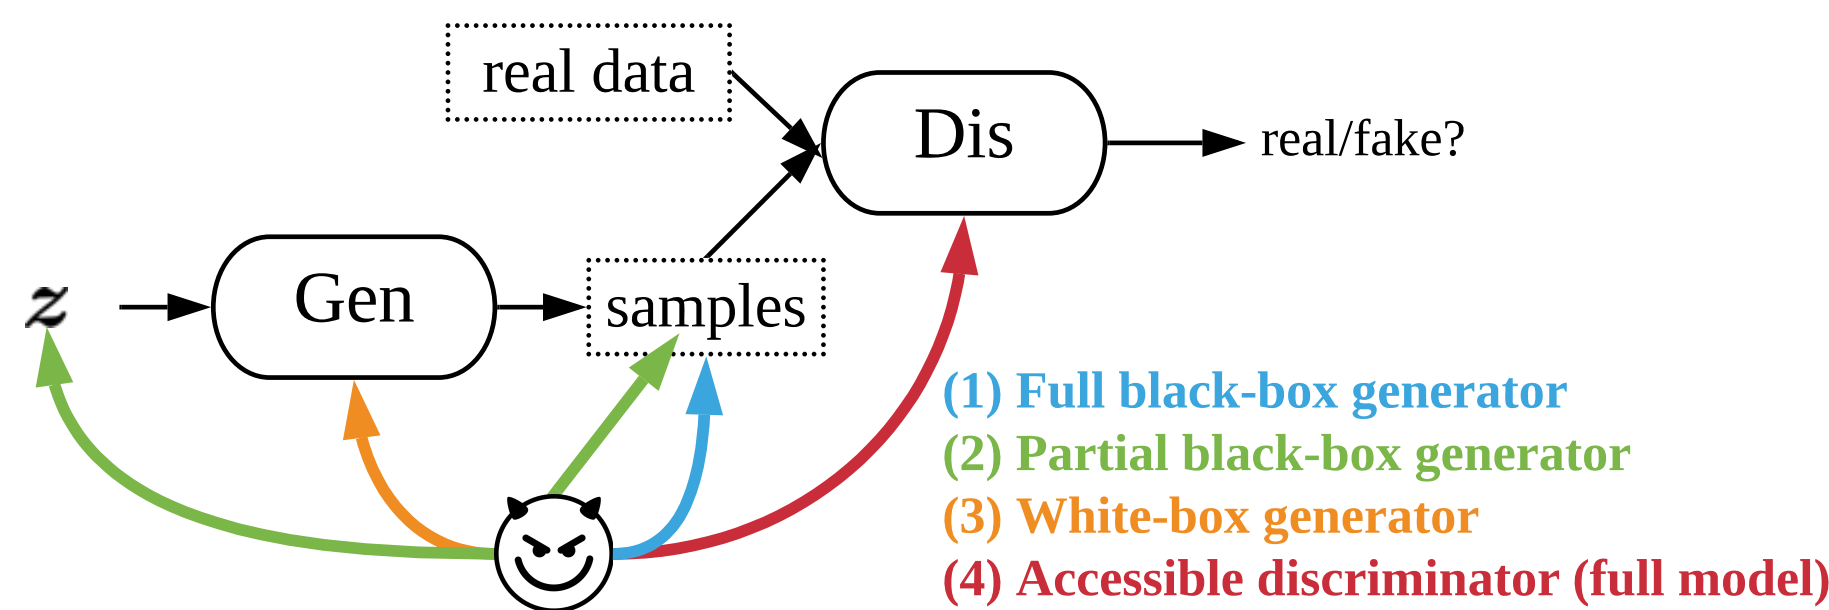 real data
Dis
real/fake?
z
Gen
samples
(1) Full black-box generator
(2) Partial black-box generator
(3) White-box generator
(4) Accessible discriminator (full model)